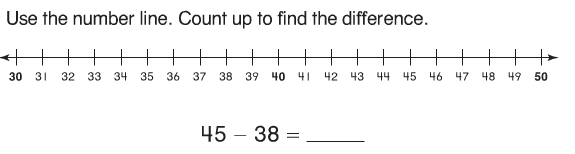 Use the number line. Count up to find the difference.
30 31 32 33 34 35 36 37 38 39 40 41 42 43 44 45 46 47 48 49 50
45 – 38 = _____